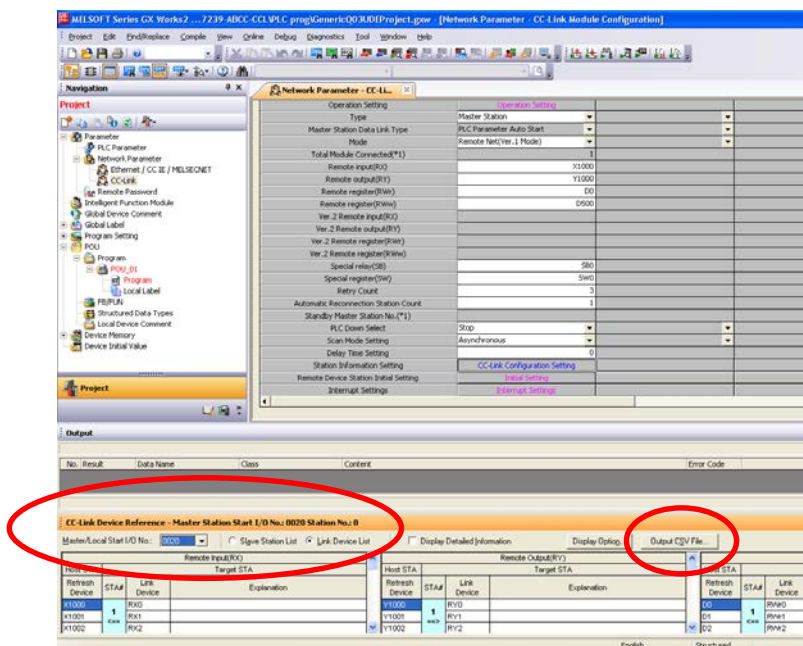 MELSOFT Series GX Works2 ...7239-ABCC-CCL\PLC prog\GenericQ03UDEProject.gxw - [Network Parameter - CC-Link Module Configuration]
Project Edit Find/Replace Compile View Online Debug Diagnostics Tool Window Help
Navigation
Network Parameter - CC-Li...
Project
Parameter
PLC Parameter
Network Parameter
Ethernet / CC IE / MELSECNET
CC-Link
Remote Password
Intelligent Function Module
Global Device Comment
Global Label
Program Setting
POU
Program
POU_01
Program
Local Label
FB/FUN
Structured Data Types
Local Device Comment
Device Memory
Device Initial Value
Project
Operation Setting Operation Setting
Type Master Station
Master Station Data Link Type PLC Parameter Auto Start
Mode Remote Net(Ver.1 Mode)
Total Module Connected(*1) 1
Remote input(RX) X1000
Remote output(RY) Y1000
Remote register(RWr) D0
Remote register(RWw) D500
Ver.2 Remote input(RX)
Ver.2 Remote output(RY)
Ver.2 Remote register(RWr)
Ver.2 Remote register(RWw)
Special relay(SB) SB0
Special register(SW) SW0
Retry Count 3
Automatic Reconnection Station Count 1
Standby Master Station No.(*1)
PLC Down Select Stop
Scan Mode Setting Asynchronous
Delay Time Setting 0
Station Information Setting CC-Link Configuration Setting
Remote Device Station Initial Setting Initial Setting
Interrupt Settings Interrupt Settings
Output
No. Result Data Name Class Content Error Code
CC-Link Device Reference - Master Station Start I/O No.: 0020 Station No.: 0
Master/Local Start I/O No.: 0020 Slave Station List Link Device List Display Detailed Information Display Option... Output CSV File...
Remote Input(RX) Remote Output(RY)
Host STA Target STA Host STA Target STA Host STA
Refresh Device STA# Link Device Explanation Refresh Device STA# Link Device Explanation Refresh Device STA# Link Device
X1000 1 <== RX0 Y1000 1 ==> RY0 D0 1 <== RWr0
X1001 RX1 Y1001 RY1 D1 RWr1
X1002 RX2 Y1002 RY2 D2 RWr2
English Structured